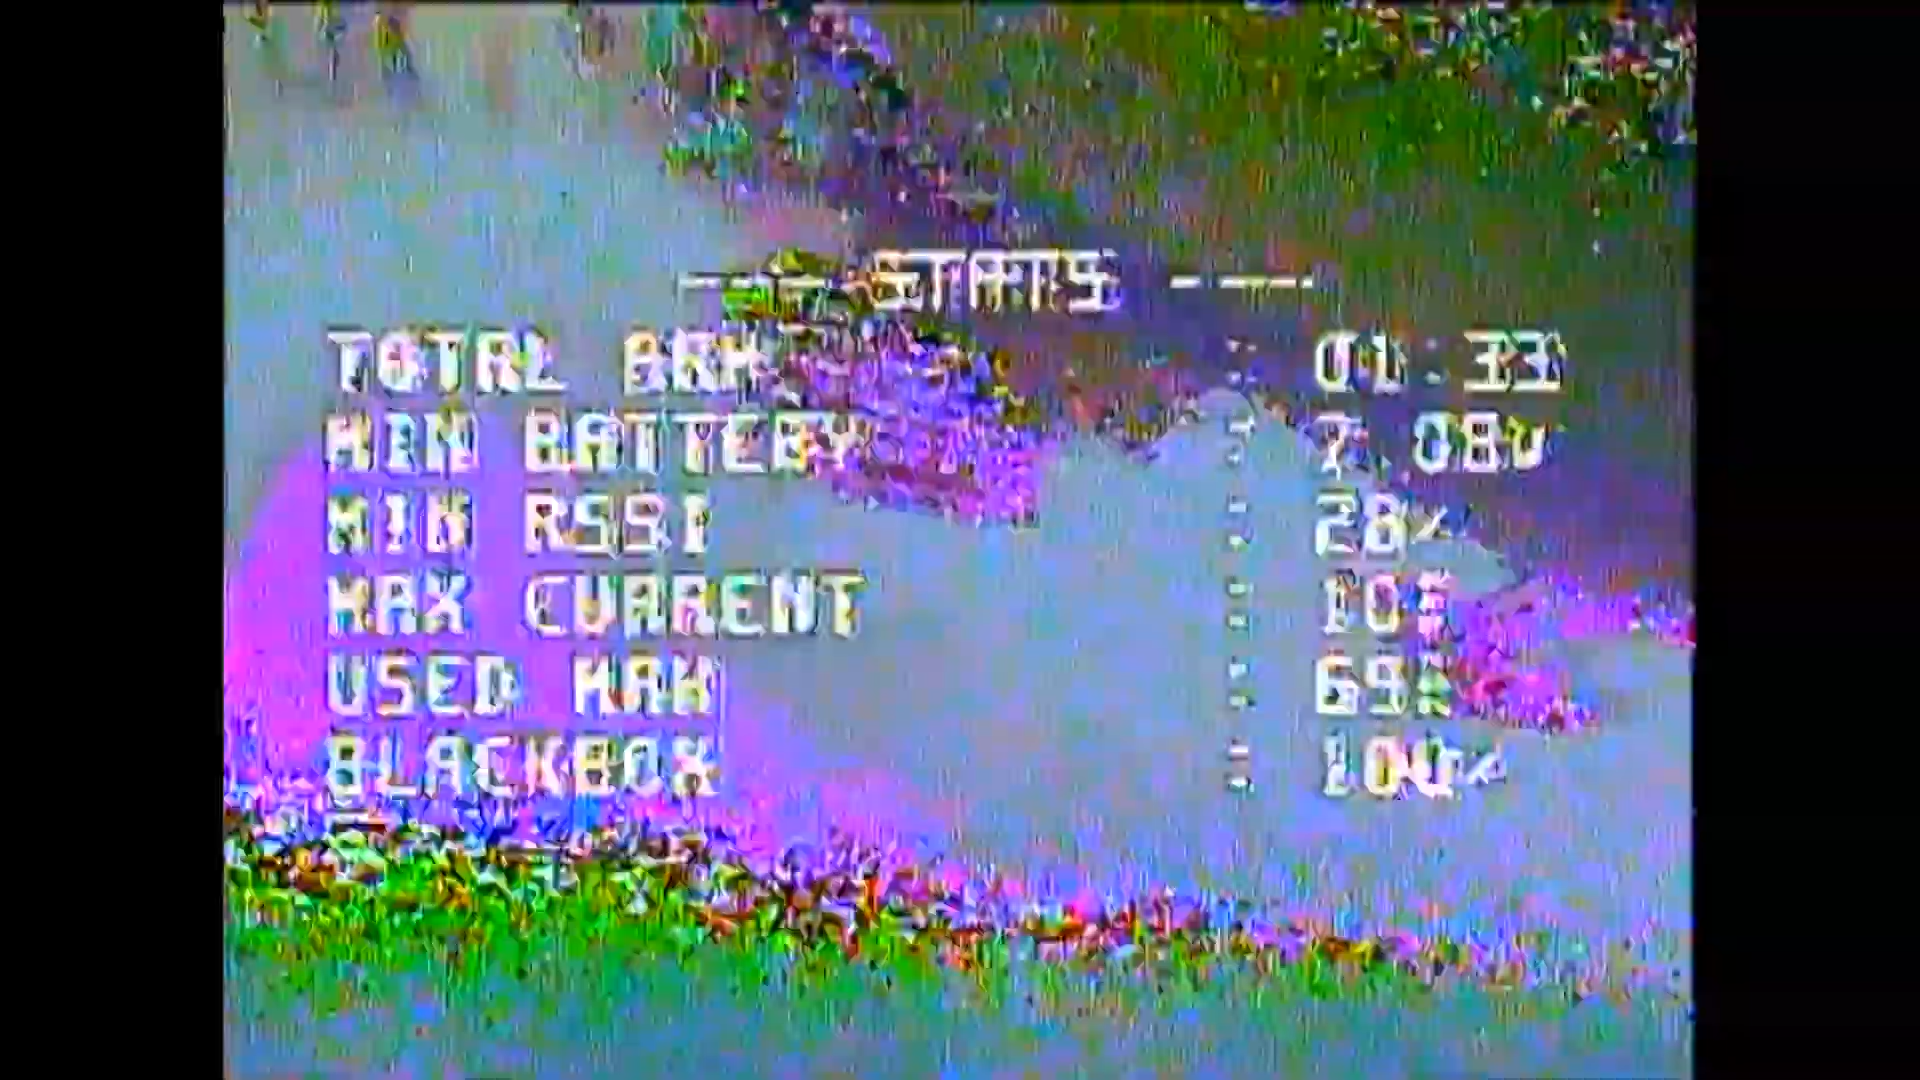 --- STATS ---
TOTAL ARM : 01:33
MIN BATTERY : 7.08V
MIN RSSI : 28%
MAX CURRENT : 10
USED MAH : 69
BLACKBOX : 100%